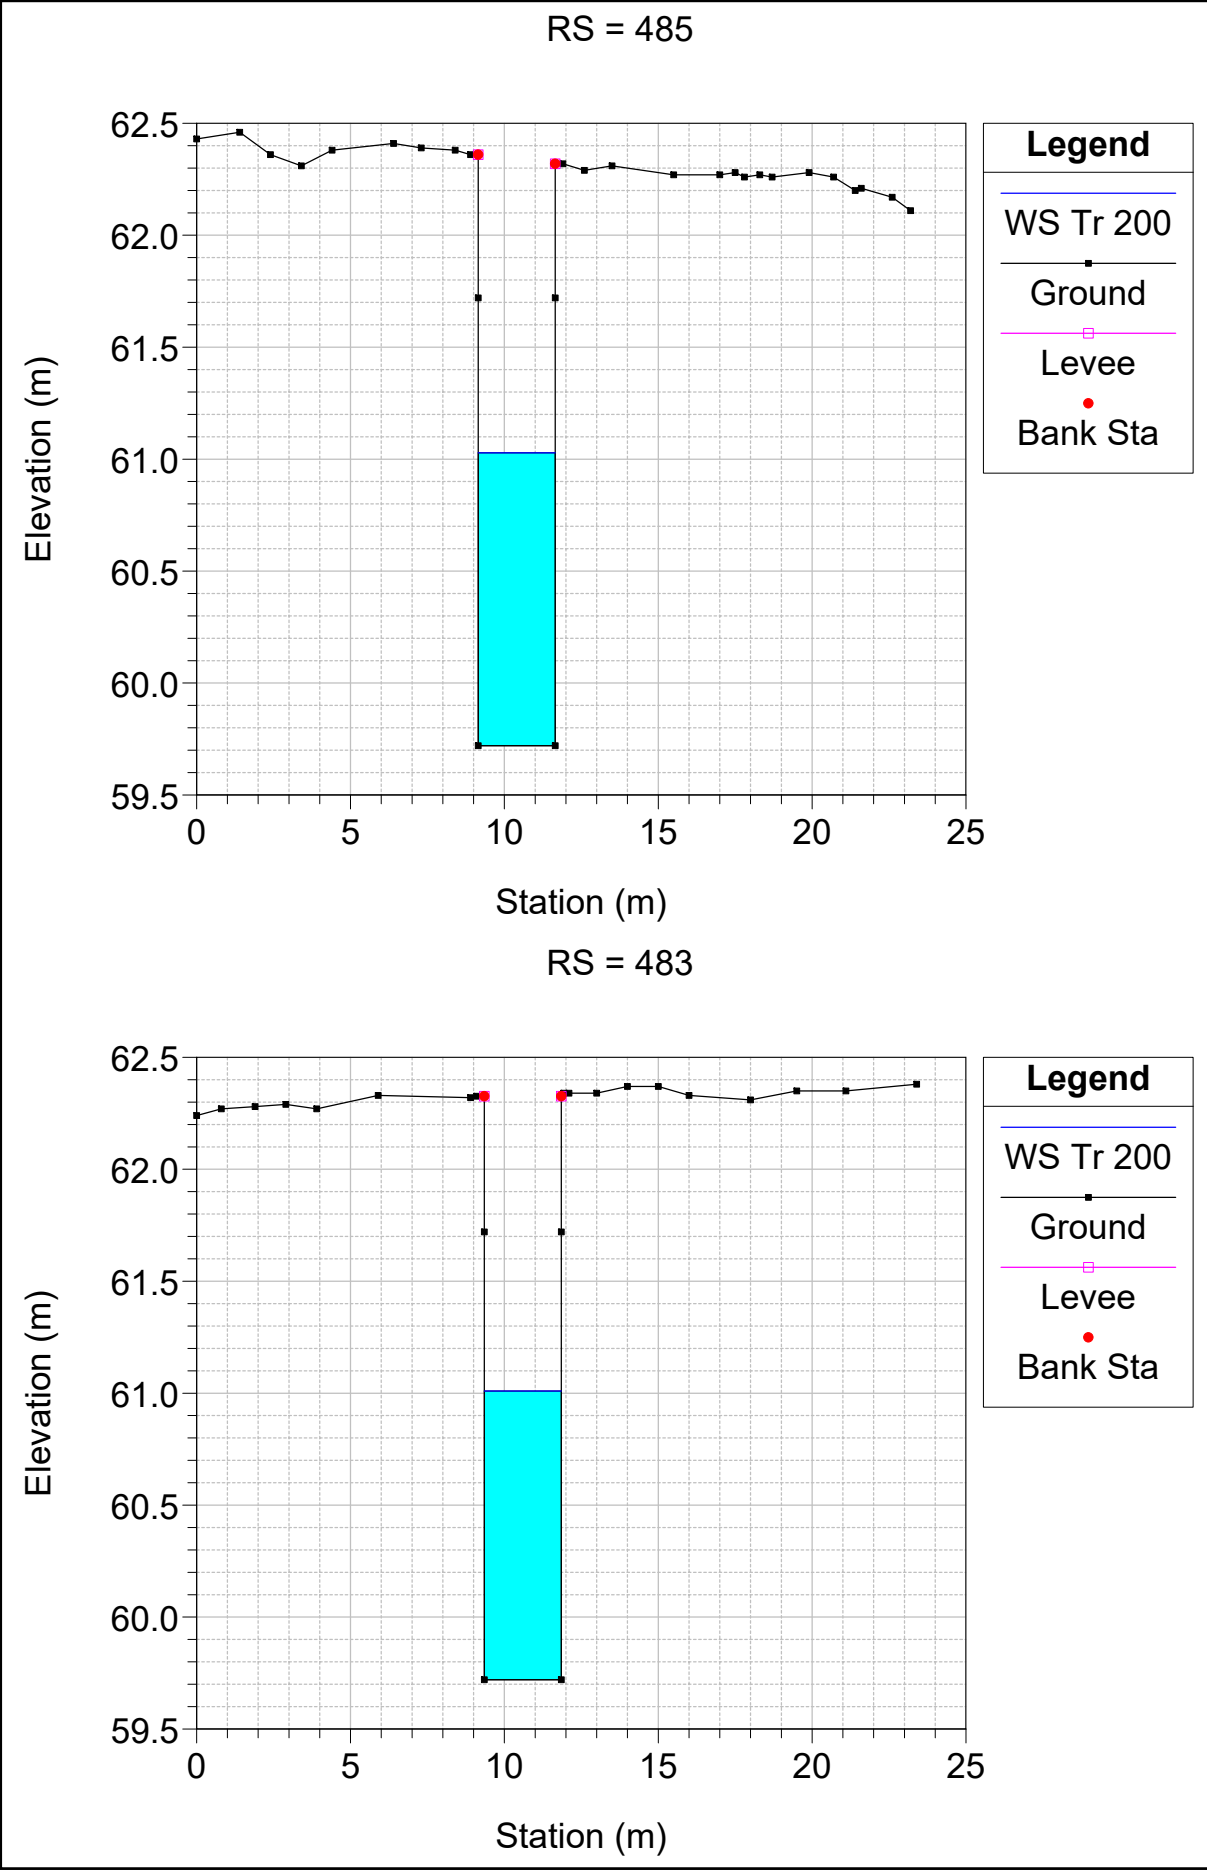 RS = 485
62.5
62.0
61.5
61.0
60.5
60.0
59.5
0 5 10 15 20 25
Elevation (m)
Station (m)
Legend
WS Tr 200
Ground
Levee
Bank Sta
RS = 483
62.5
62.0
61.5
61.0
60.5
60.0
59.5
0 5 10 15 20 25
Elevation (m)
Station (m)
Legend
WS Tr 200
Ground
Levee
Bank Sta